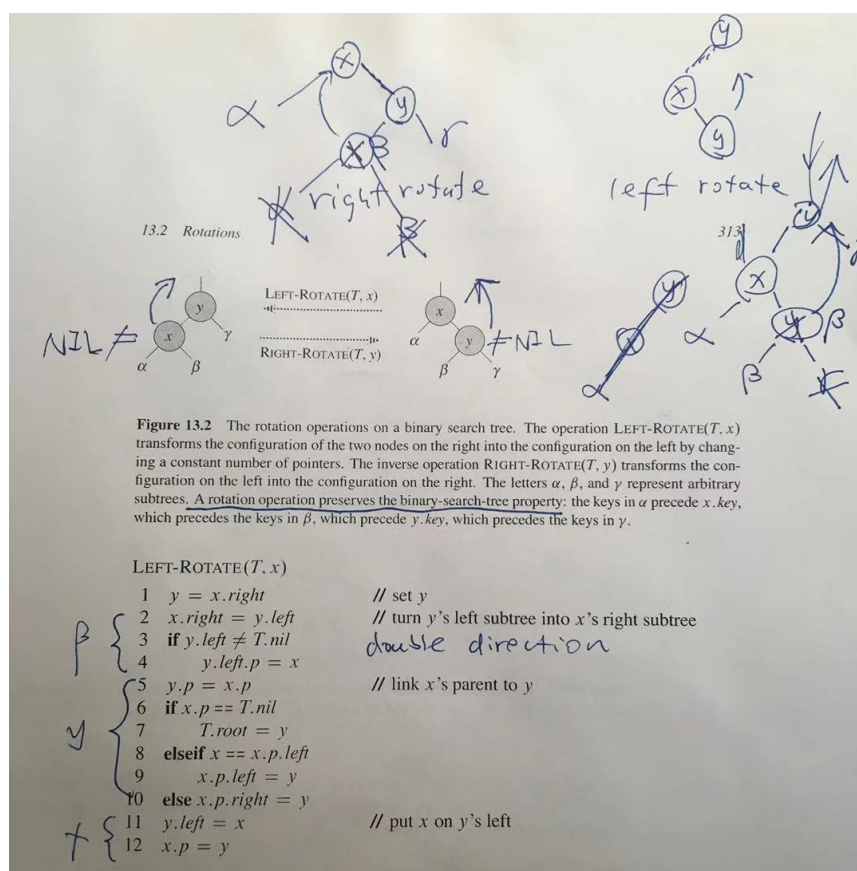 x
α y
x β r
right rotate
β
y
x
y
left rotate
13.2 Rotations
313
y
x
y β
α
β
y
x
α
LEFT-ROTATE(T, x)
RIGHT-ROTATE(T, y)
y
x
γ
α β
NIL ≠
x
α y
β γ
≠NIL
Figure 13.2 The rotation operations on a binary search tree. The operation LEFT-ROTATE(T, x)
transforms the configuration of the two nodes on the right into the configuration on the left by chang-
ing a constant number of pointers. The inverse operation RIGHT-ROTATE(T, y) transforms the con-
figuration on the left into the configuration on the right. The letters α, β, and γ represent arbitrary
subtrees. A rotation operation preserves the binary-search-tree property: the keys in α precede x.key,
which precedes the keys in β, which precede y.key, which precedes the keys in γ.
LEFT-ROTATE(T, x)
1 y = x.right // set y
2 x.right = y.left // turn y's left subtree into x's right subtree
β { 3 if y.left ≠ T.nil double direction
4 y.left.p = x
5 y.p = x.p // link x's parent to y
6 if x.p == T.nil
y { 7 T.root = y
8 elseif x == x.p.left
9 x.p.left = y
10 else x.p.right = y
x { 11 y.left = x // put x on y's left
12 x.p = y